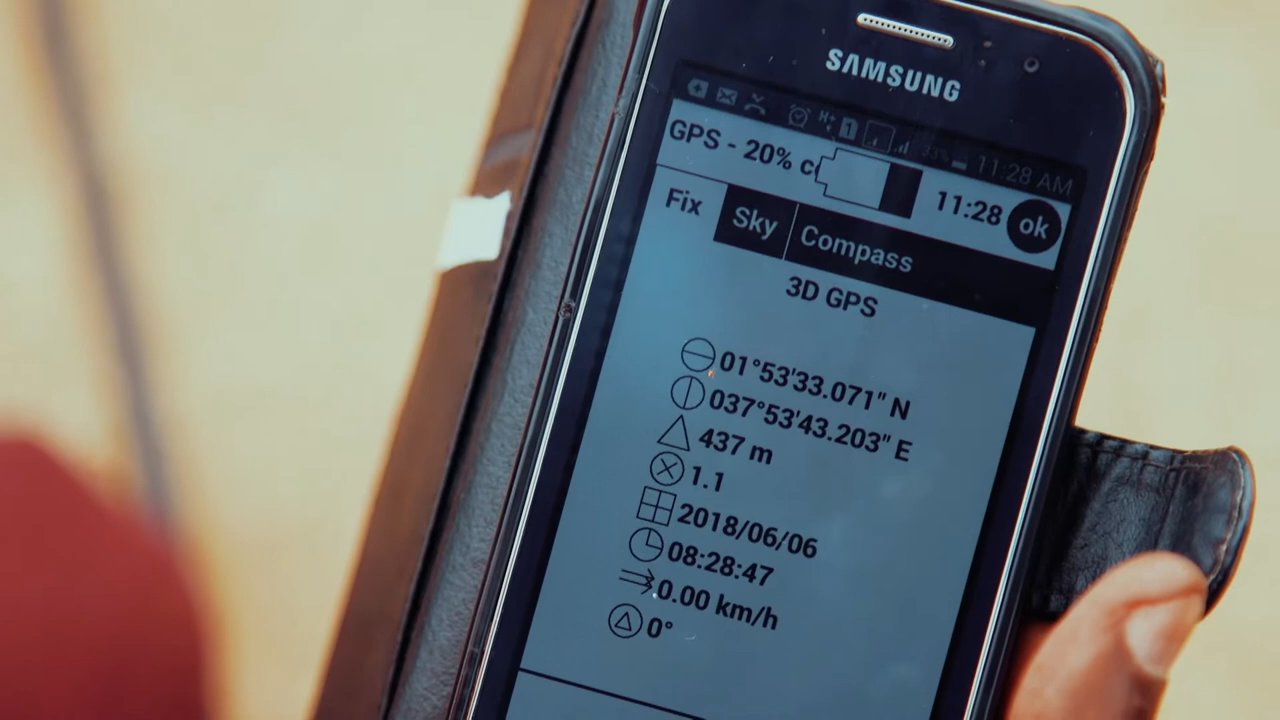 SAMSUNG
33% 11:28 AM
GPS - 20% c 11:28 ok
Fix Sky Compass
3D GPS
01°53'33.071" N
037°53'43.203" E
437 m
1.1
2018/06/06
08:28:47
0.00 km/h
0°